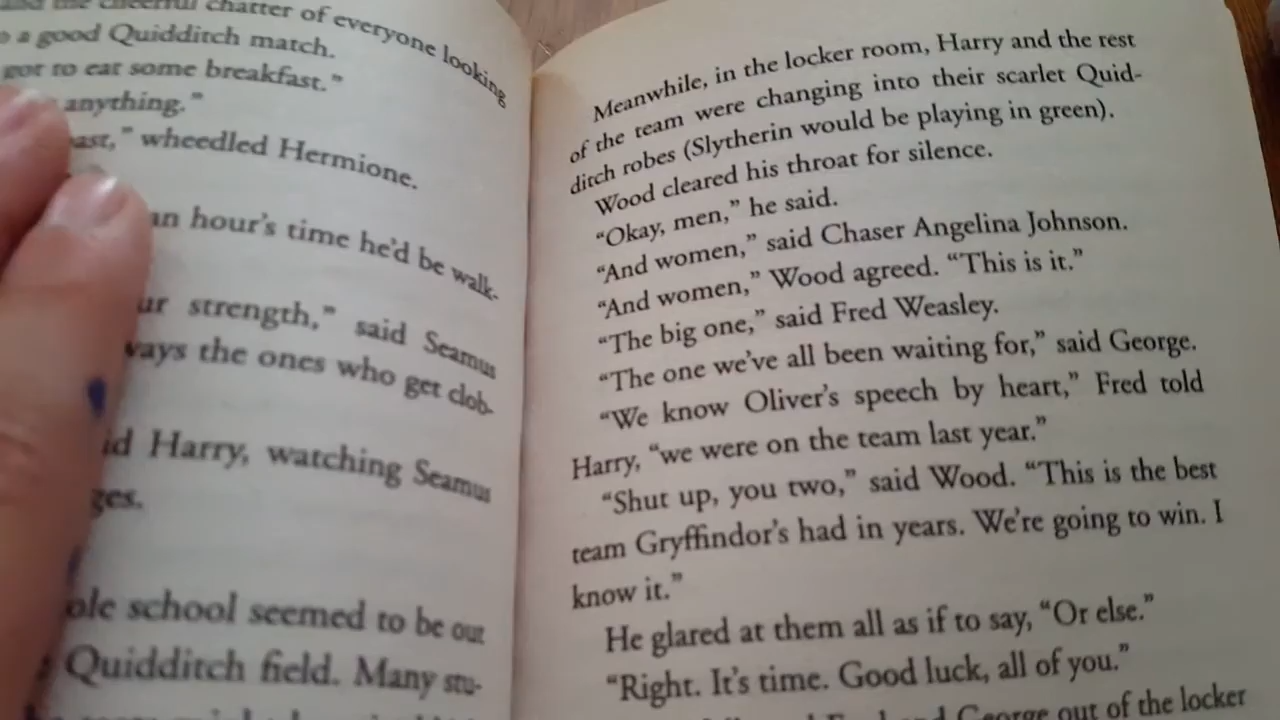 chatter of everyone looking
a good Quidditch match.
got to eat some breakfast.”
anything.”
wheedled Hermione.
an hour’s time he’d be walk-
strength,” said Seamus
the ones who get clob-
Harry, watching Seamus
school seemed to be out
Quidditch field. Many stu-
Meanwhile, in the locker room, Harry and the rest
of the team were changing into their scarlet Quid-
ditch robes (Slytherin would be playing in green).
Wood cleared his throat for silence.
“Okay, men,” he said.
“And women,” said Chaser Angelina Johnson.
“And women,” Wood agreed. “This is it.”
“The big one,” said Fred Weasley.
“The one we’ve all been waiting for,” said George.
“We know Oliver’s speech by heart,” Fred told
Harry, “we were on the team last year.”
“Shut up, you two,” said Wood. “This is the best
team Gryffindor’s had in years. We’re going to win. I
know it.”
He glared at them all as if to say, “Or else.”
“Right. It’s time. Good luck, all of you.”
George out of the locker